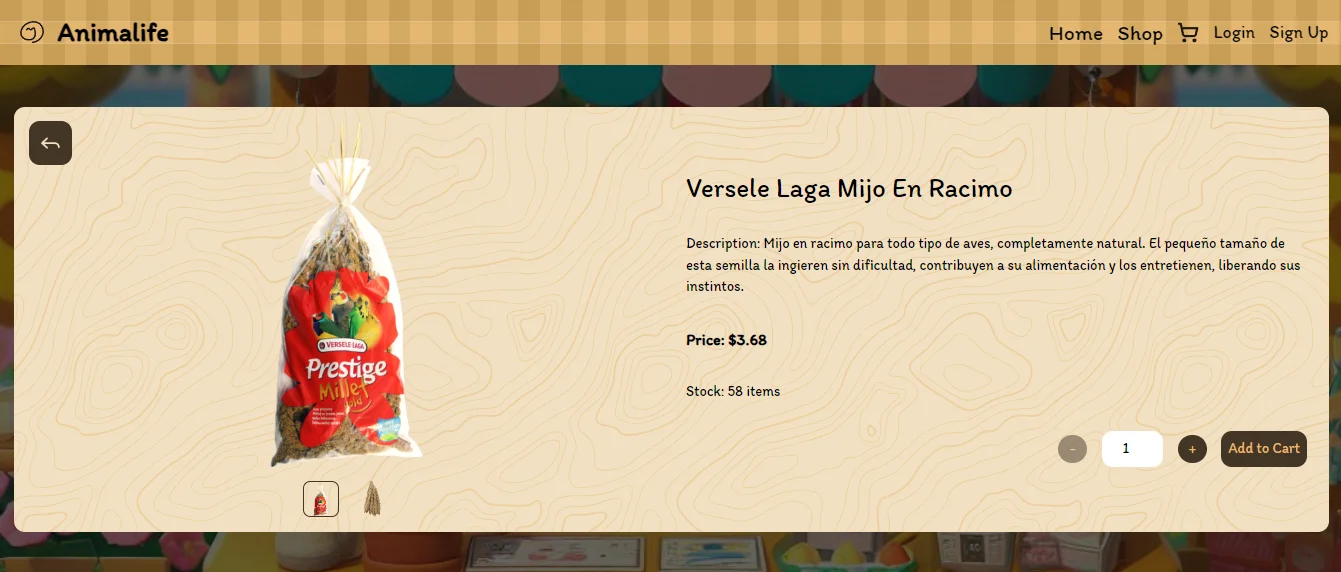 Animalife
Home Shop Login Sign Up
Versele Laga Mijo En Racimo
Description: Mijo en racimo para todo tipo de aves, completamente natural. El pequeño tamaño de
esta semilla la ingieren sin dificultad, contribuyen a su alimentación y los entretienen, liberando sus
instintos.
VERSELE-LAGA
Prestige
Millet
Gold
Price: $3.68
Stock: 58 items
- 1 + Add to Cart